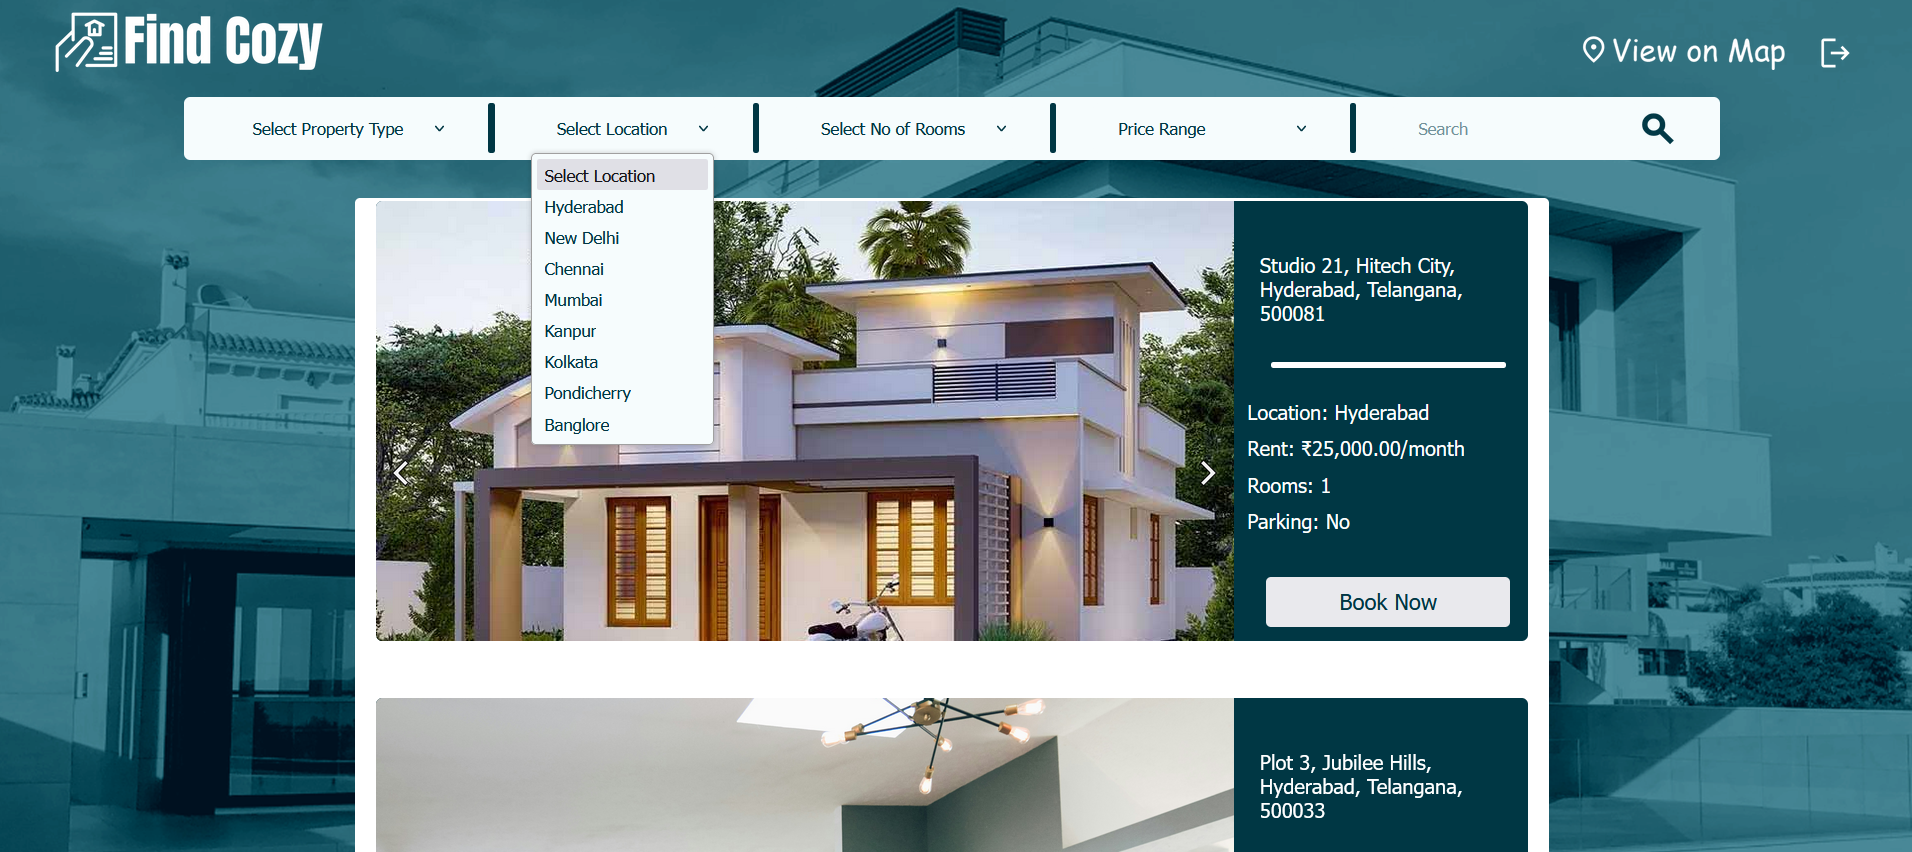 Find Cozy
View on Map
Select Property Type
Select Location
Select No of Rooms
Price Range
Search
Select Location
Hyderabad
New Delhi
Chennai
Mumbai
Kanpur
Kolkata
Pondicherry
Banglore
Studio 21, Hitech City,
Hyderabad, Telangana,
500081
Location: Hyderabad
Rent: ₹25,000.00/month
Rooms: 1
Parking: No
Book Now
Plot 3, Jubilee Hills,
Hyderabad, Telangana,
500033